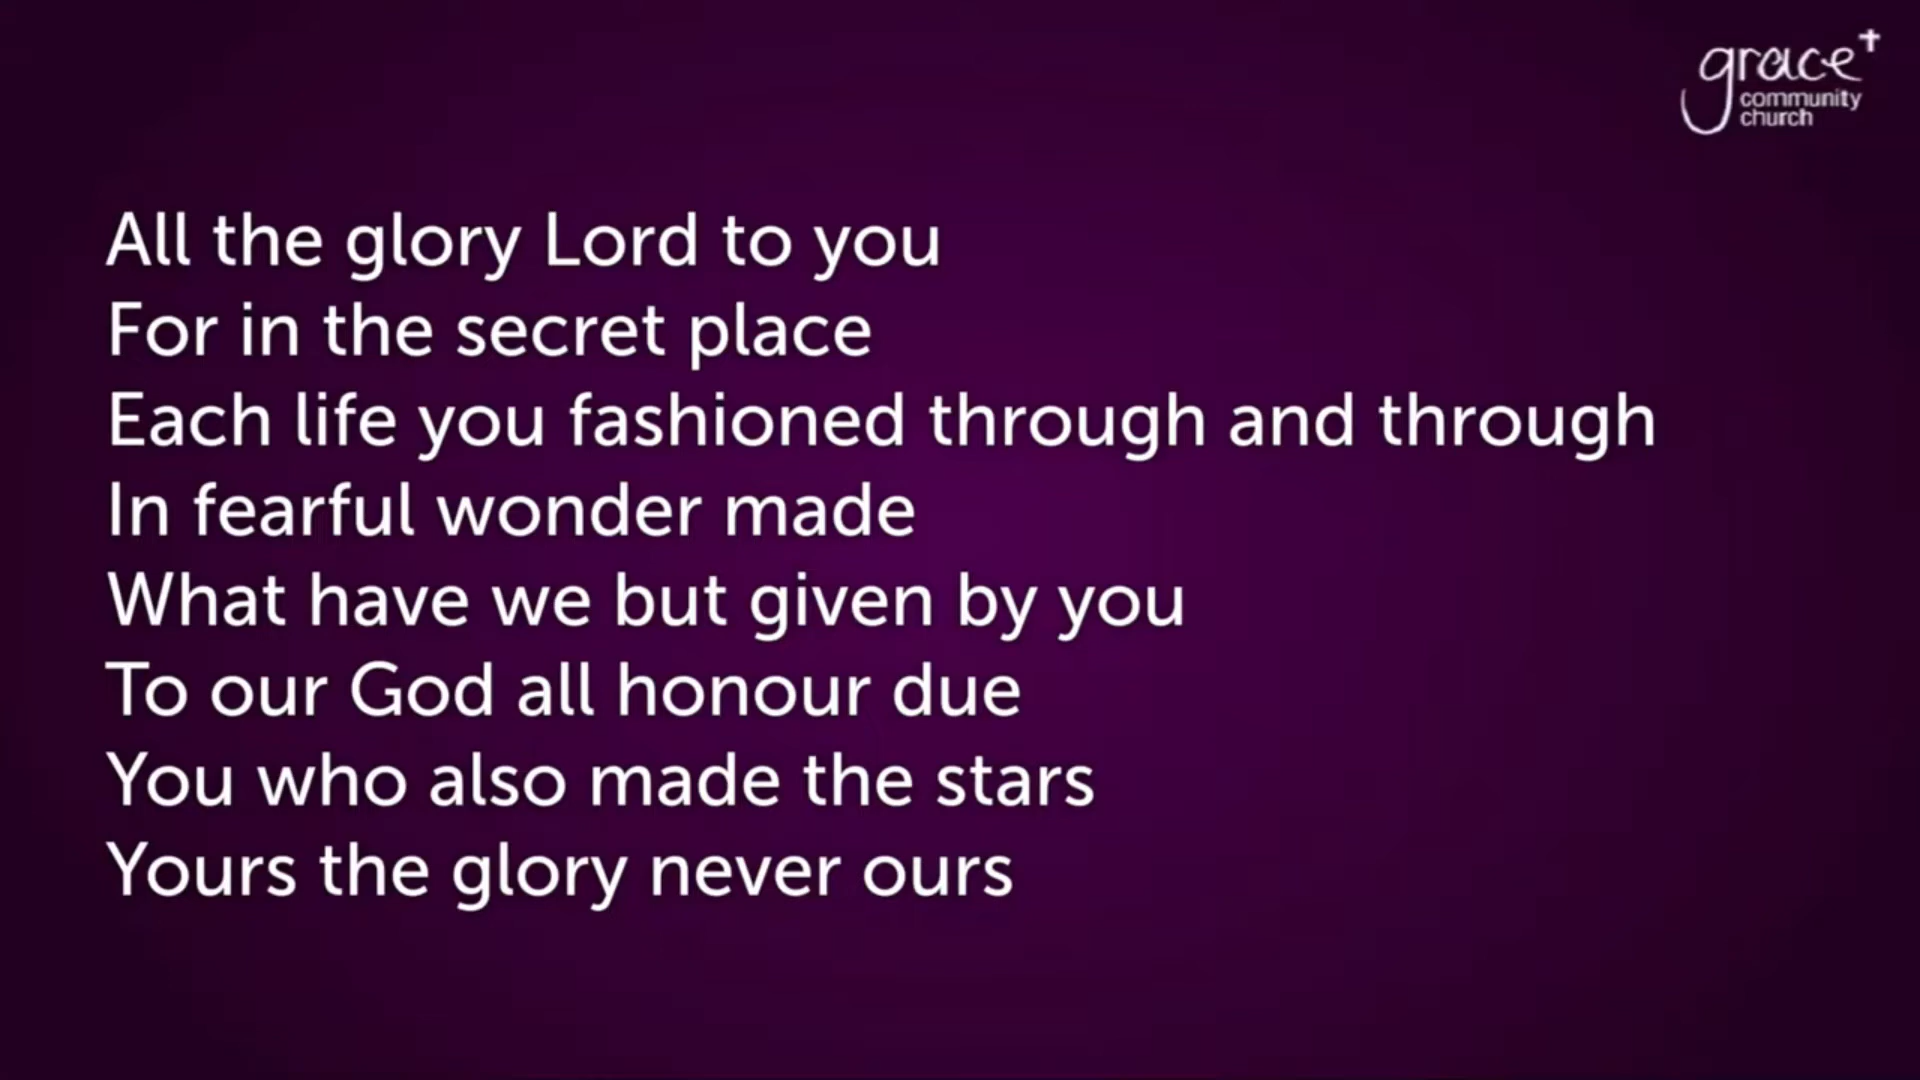 grace
community
church
All the glory Lord to you
For in the secret place
Each life you fashioned through and through
In fearful wonder made
What have we but given by you
To our God all honour due
You who also made the stars
Yours the glory never ours